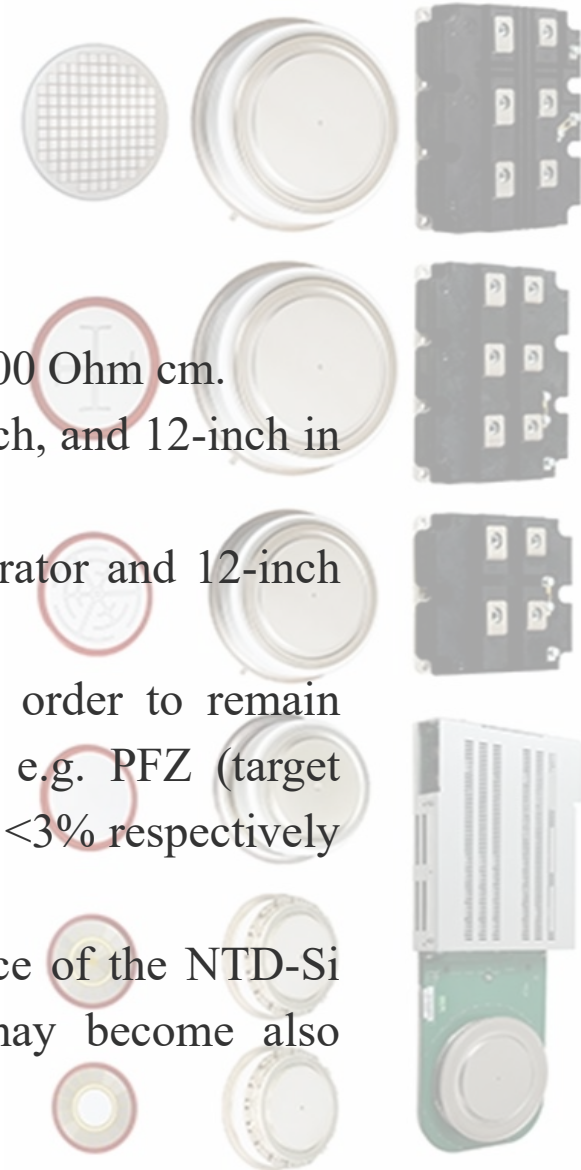 00 Ohm cm.
ch, and 12-inch in
rator and 12-inch
order to remain
e.g. PFZ (target
<3% respectively
ce of the NTD-Si
nay become also